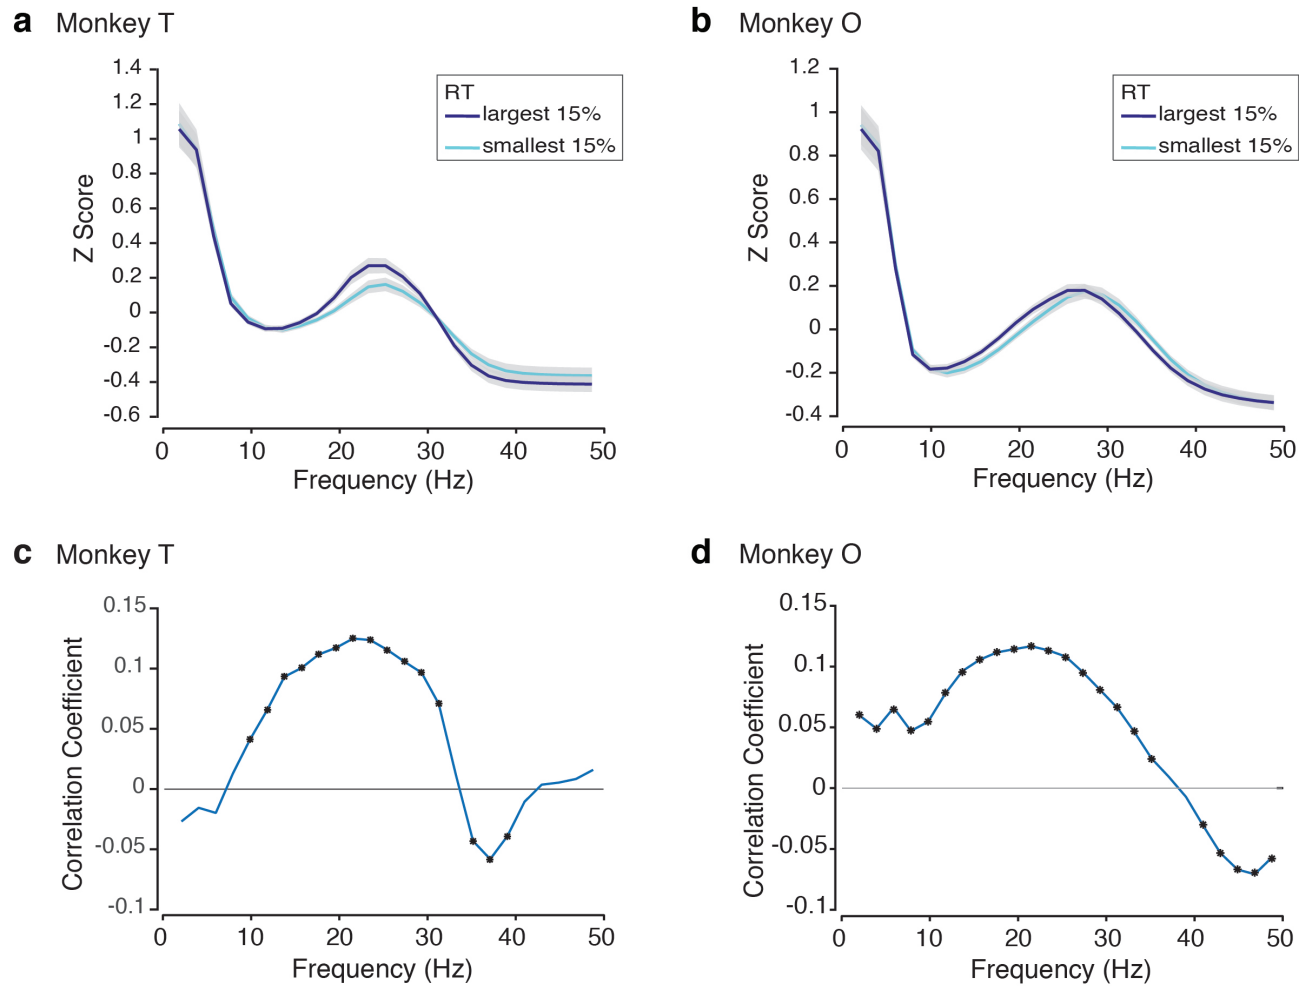 a Monkey T
1.4
1.2
1
0.8
0.6
0.4
0.2
0
-0.2
-0.4
-0.6
Z Score
RT
largest 15%
smallest 15%
0 10 20 30 40 50
Frequency (Hz)
b Monkey O
1.2
1
0.8
0.6
0.4
0.2
0
-0.2
-0.4
Z Score
RT
largest 15%
smallest 15%
0 10 20 30 40 50
Frequency (Hz)
c Monkey T
0.15
0.1
0.05
0
-0.05
-0.1
Correlation Coefficient
0 10 20 30 40 50
Frequency (Hz)
d Monkey O
0.15
0.1
0.05
0
-0.05
-0.1
Correlation Coefficient
0 10 20 30 40 50
Frequency (Hz)